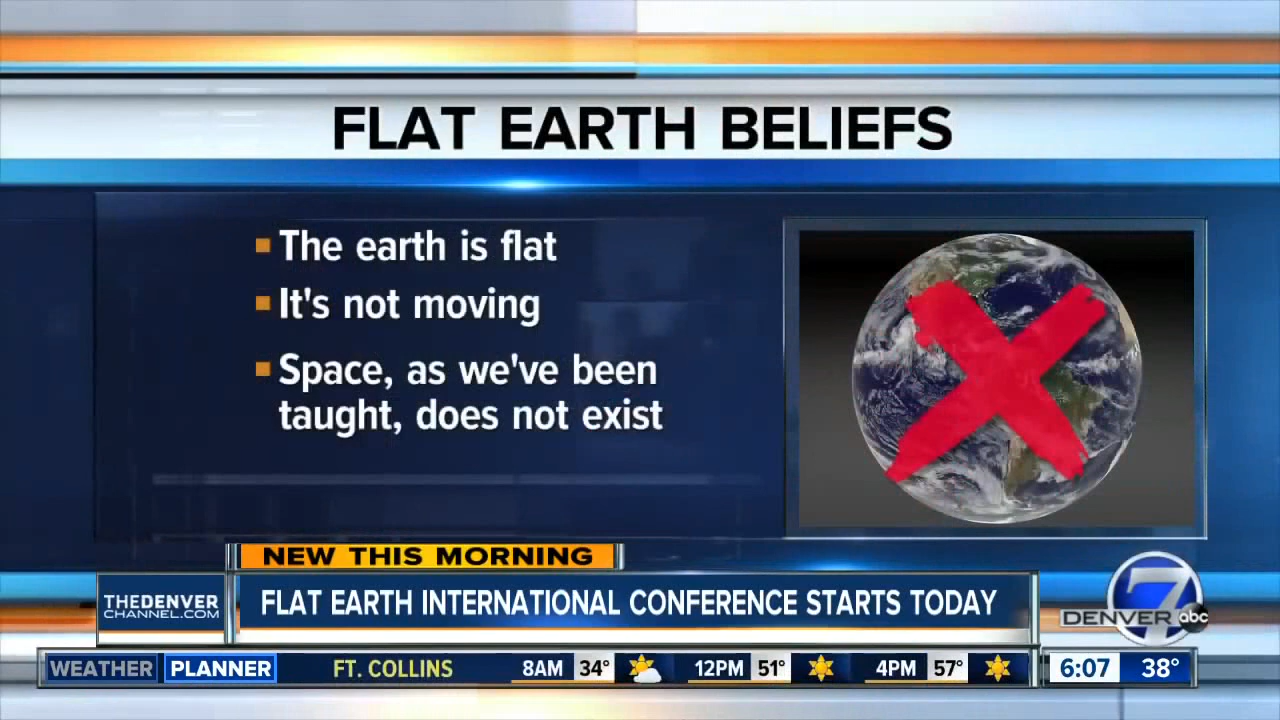 FLAT EARTH BELIEFS
The earth is flat
It's not moving
Space, as we've been
taught, does not exist
NEW THIS MORNING
THEDENVER
CHANNEL.COM
FLAT EARTH INTERNATIONAL CONFERENCE STARTS TODAY
7
DENVER abc
WEATHER PLANNER FT. COLLINS 8AM 34° 12PM 51° 4PM 57° 6:07 38°